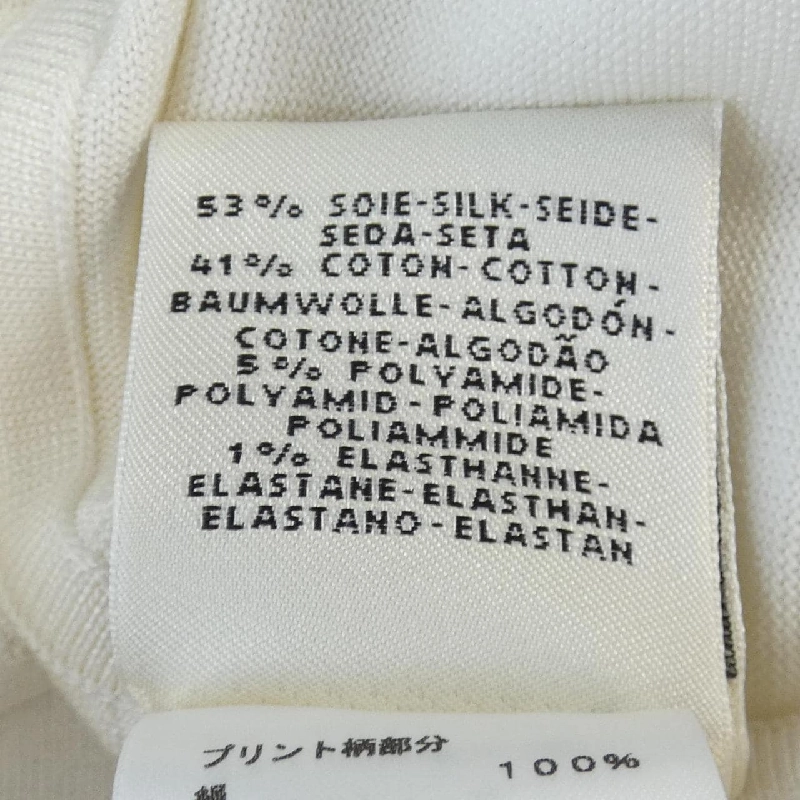 53% SOIE-SILK-SEIDE-
SEDA-SETA
41% COTON-COTTON-
BAUMWOLLE-ALGODÓN-
COTONE-ALGODÃO
5% POLYAMIDE-
POLYAMID-POLIAMIDA
POLIAMMIDE
1% ELASTHANNE-
ELASTANE-ELASTHAN-
ELASTANO-ELASTAN
プリント柄部分
100%